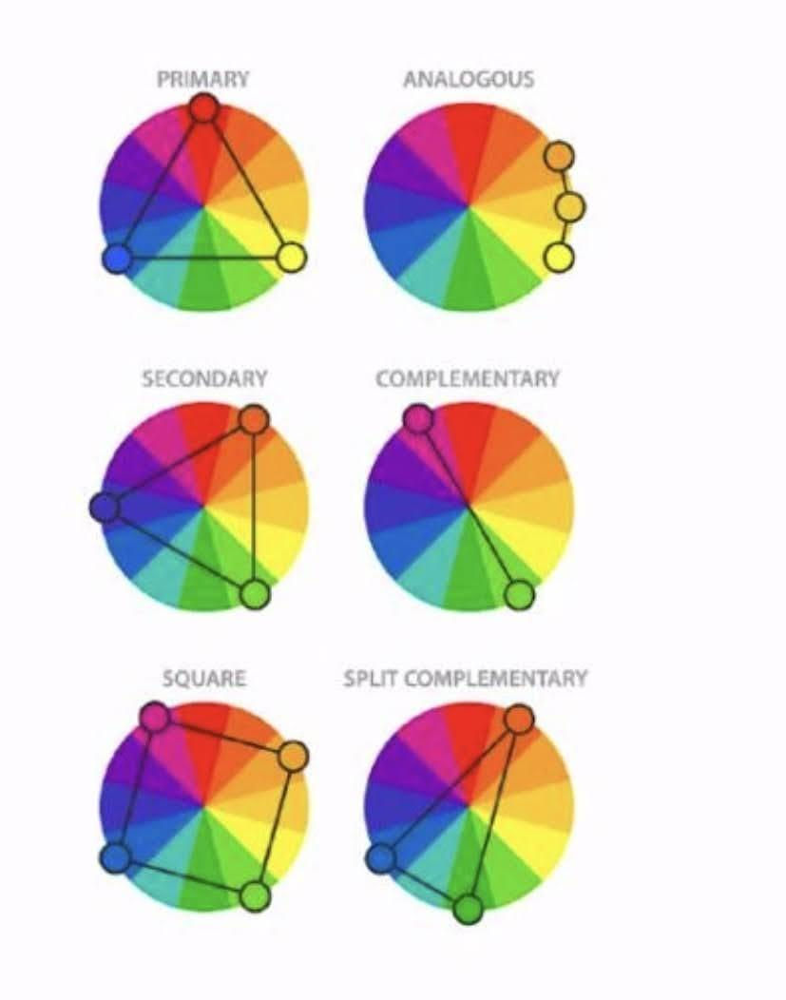 PRIMARY
ANALOGOUS
SECONDARY
COMPLEMENTARY
SQUARE
SPLIT COMPLEMENTARY